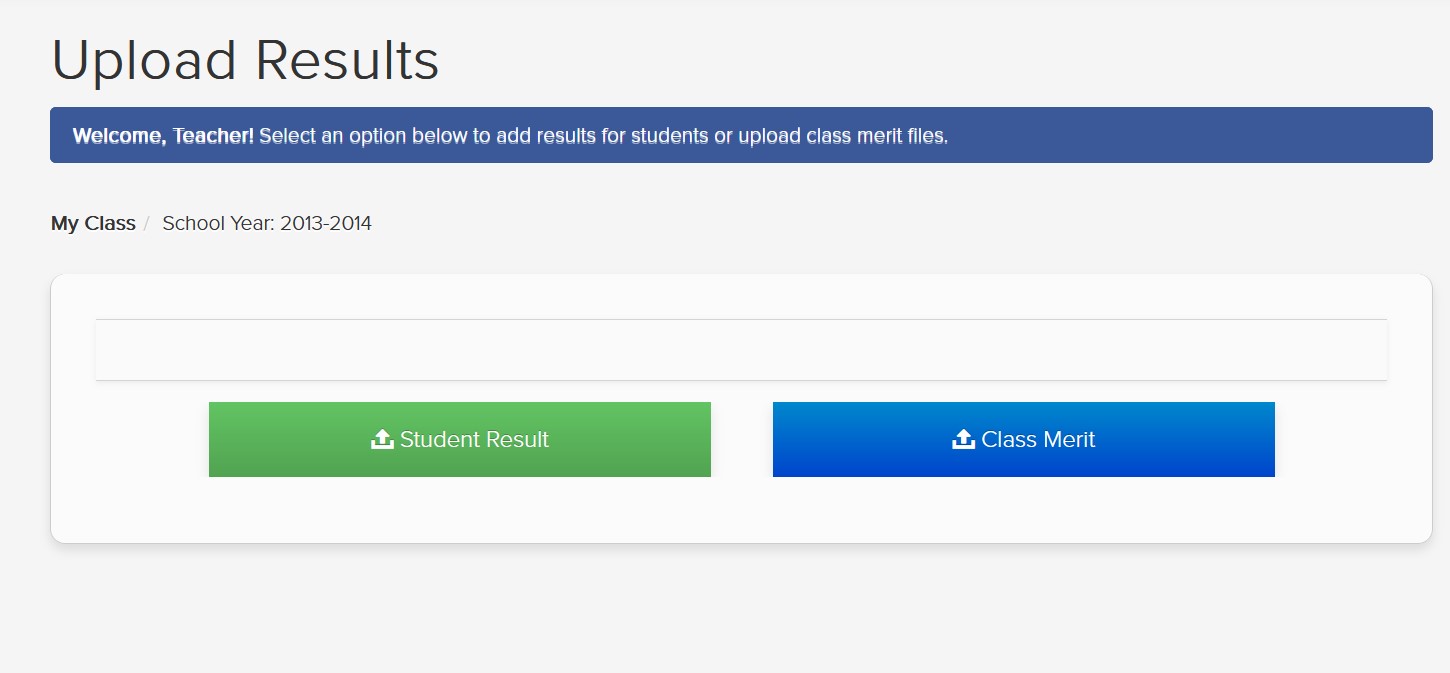 Upload Results
Welcome, Teacher! Select an option below to add results for students or upload class merit files.
My Class / School Year: 2013-2014
Student Result
Class Merit